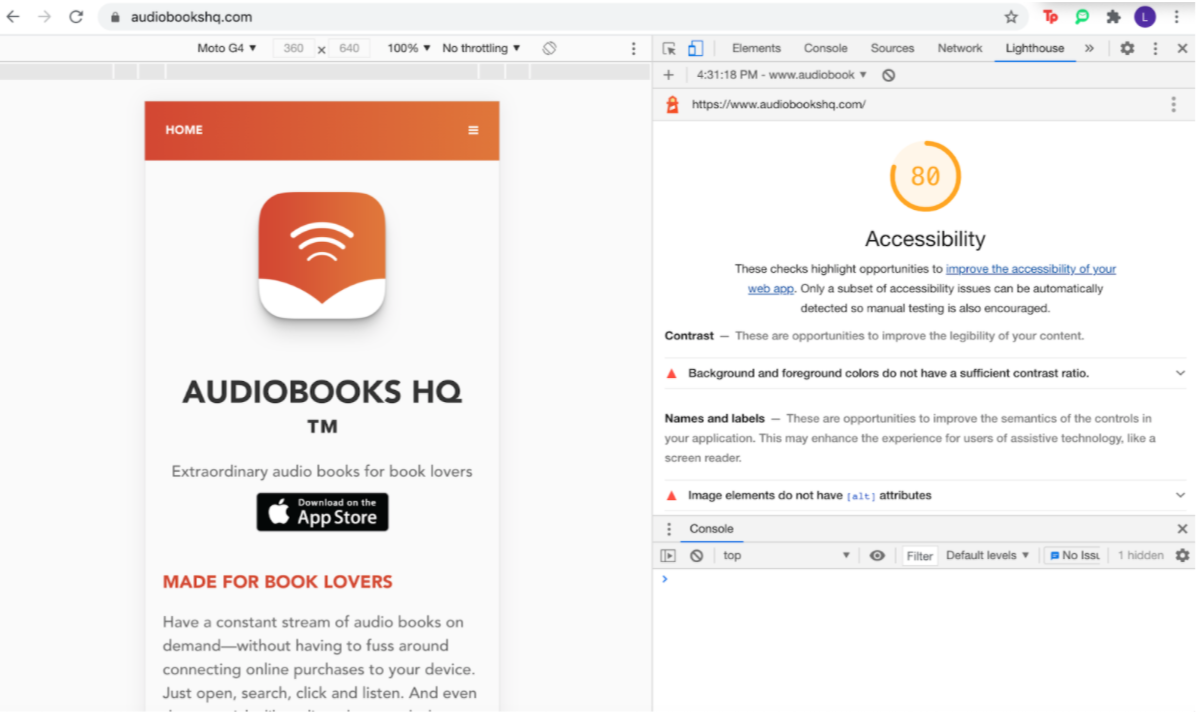 audiobookshq.com
L
Moto G4 360 x 640 100% No throttling
Elements Console Sources Network Lighthouse »
4:31:18 PM - www.audiobook
https://www.audiobookshq.com/
HOME
AUDIOBOOKS HQ
TM
Extraordinary audio books for book lovers
Download on the
App Store
MADE FOR BOOK LOVERS
Have a constant stream of audio books on
demand—without having to fuss around
connecting online purchases to your device.
Just open, search, click and listen. And even
80
Accessibility
These checks highlight opportunities to improve the accessibility of your
web app. Only a subset of accessibility issues can be automatically
detected so manual testing is also encouraged.
Contrast — These are opportunities to improve the legibility of your content.
Background and foreground colors do not have a sufficient contrast ratio.
Names and labels — These are opportunities to improve the semantics of the controls in
your application. This may enhance the experience for users of assistive technology, like a
screen reader.
Image elements do not have [alt] attributes
Console
top Filter Default levels No Issu 1 hidden